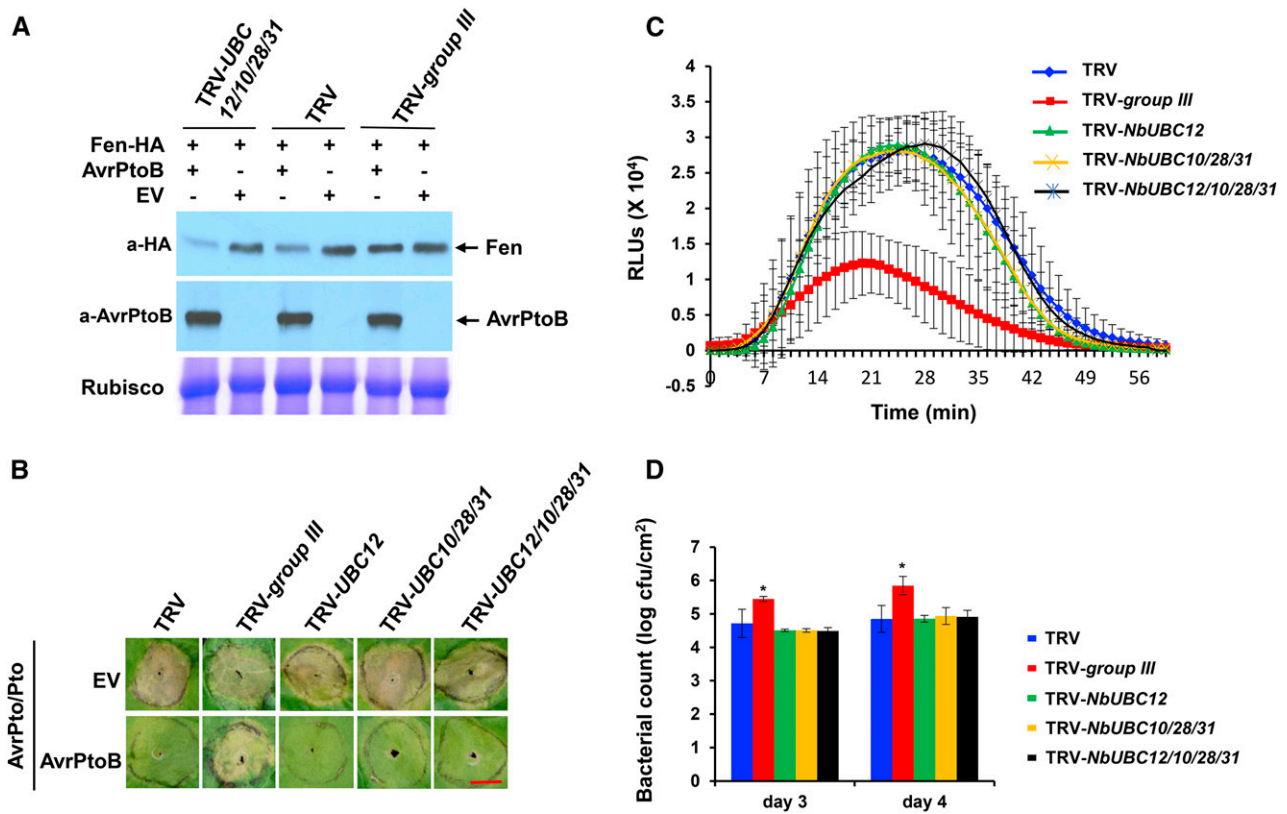 A
TRV-UBC
12/10/28/31
TRV
TRV-group III
Fen-HA + + + + + +
AvrPtoB + - + - + -
EV - + - + - +
a-HA
Fen
a-AvrPtoB
AvrPtoB
Rubisco
B
TRV
TRV-group III
TRV-UBC12
TRV-UBC10/28/31
TRV-UBC12/10/28/31
AvrPto/Pto
EV
AvrPtoB
C
RLUs (X 10⁴)
4
3.5
3
2.5
2
1.5
1
0.5
0
-0.5
0 7 14 21 28 35 42 49 56
Time (min)
TRV
TRV-group III
TRV-NbUBC12
TRV-NbUBC10/28/31
TRV-NbUBC12/10/28/31
D
Bacterial count (log cfu/cm²)
7
6
5
4
3
2
1
0
* *
day 3 day 4
TRV
TRV-group III
TRV-NbUBC12
TRV-NbUBC10/28/31
TRV-NbUBC12/10/28/31